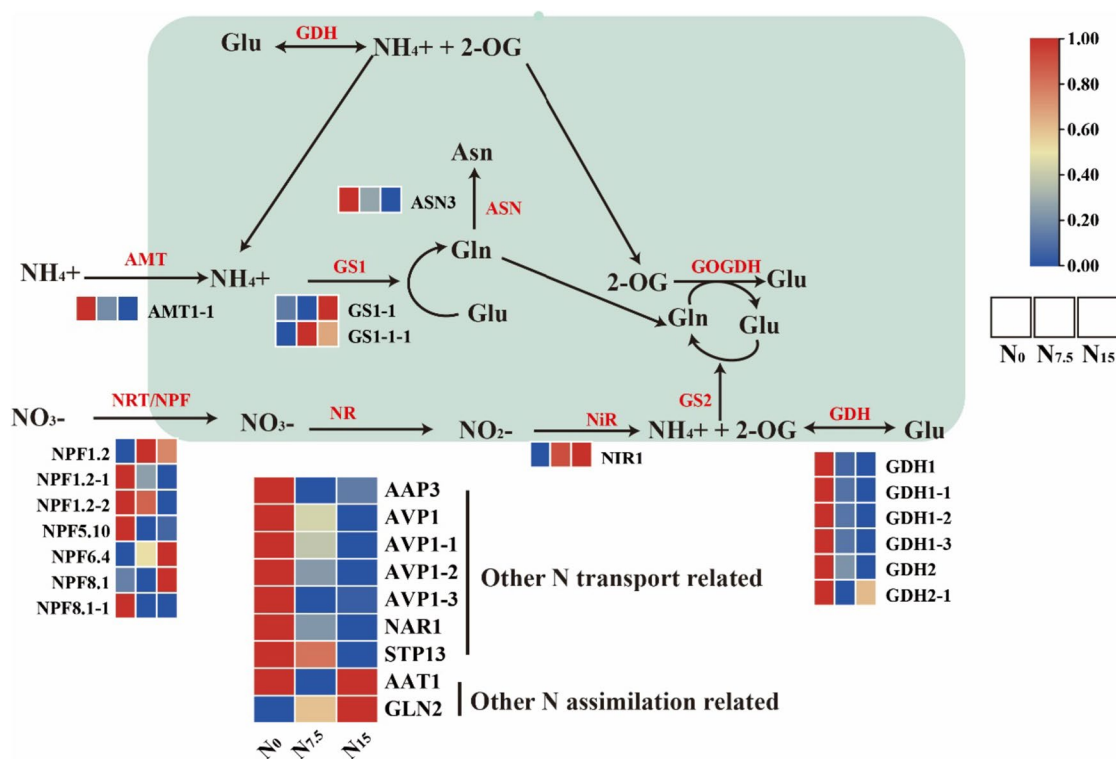 Glu GDH NH4+ + 2-OG
1.00
0.80
0.60
0.40
0.20
0.00
Asn
ASN3 ASN
Gln
NH4+ AMT NH4+ GS1
AMT1-1
GS1-1
GS1-1-1
Glu
2-OG GOGDH Glu
Gln Glu
N0 N7.5 N15
NO3- NRT/NPF NO3- NR NO2- NiR NH4+ + 2-OG GDH Glu
GS2
NIR1
NPF1.2
NPF1.2-1
NPF1.2-2
NPF5.10
NPF6.4
NPF8.1
NPF8.1-1
AAP3
AVP1
AVP1-1
AVP1-2
AVP1-3
NAR1
STP13
AAT1
GLN2
Other N transport related
Other N assimilation related
N0 N7.5 N15
GDH1
GDH1-1
GDH1-2
GDH1-3
GDH2
GDH2-1